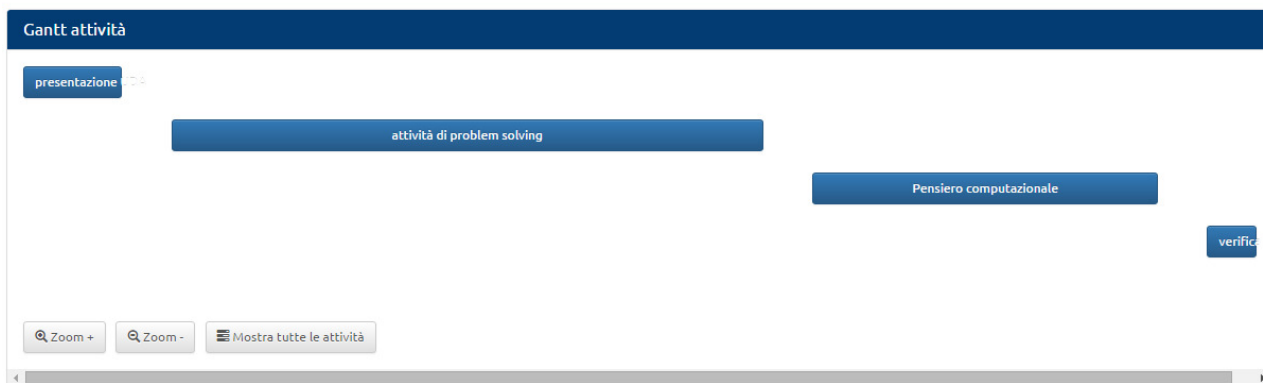 Gantt attività
presentazione
attività di problem solving
Pensiero computazionale
verifica
Zoom +
Zoom -
Mostra tutte le attività